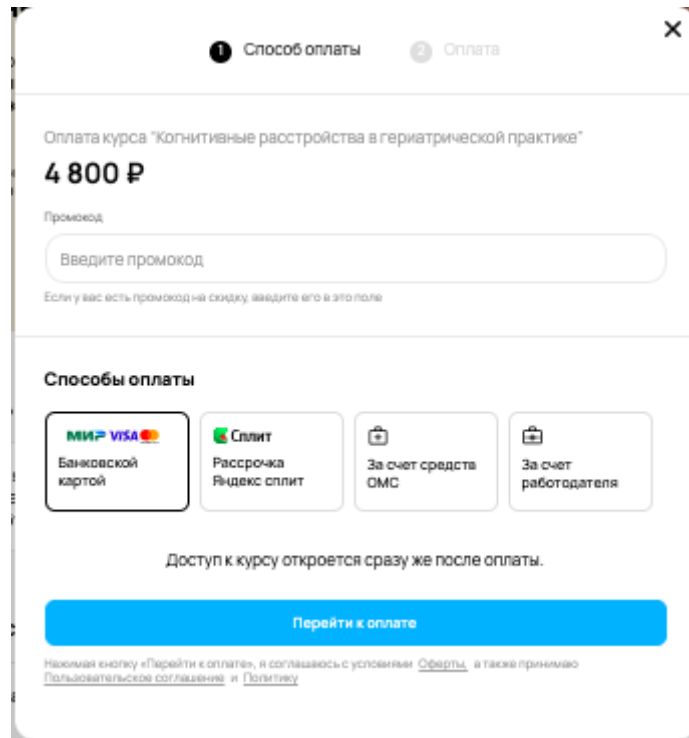 1 Способ оплаты 2 Оплата
Оплата курса "Когнитивные расстройства в гериатрической практике"
4 800 ₽
Промокод
Введите промокод
Если у вас есть промокод на скидку, введите его в это поле
Способы оплаты
МИР VISA
Банковской
картой
Сплит
Рассрочка
Яндекс сплит
За счет средств
ОМС
За счет
работодателя
Доступ к курсу откроется сразу же после оплаты.
Перейти к оплате
Нажимая кнопку «Перейти к оплате», я соглашаюсь с условиями Оферты, а также принимаю
Пользовательское соглашение и Политику